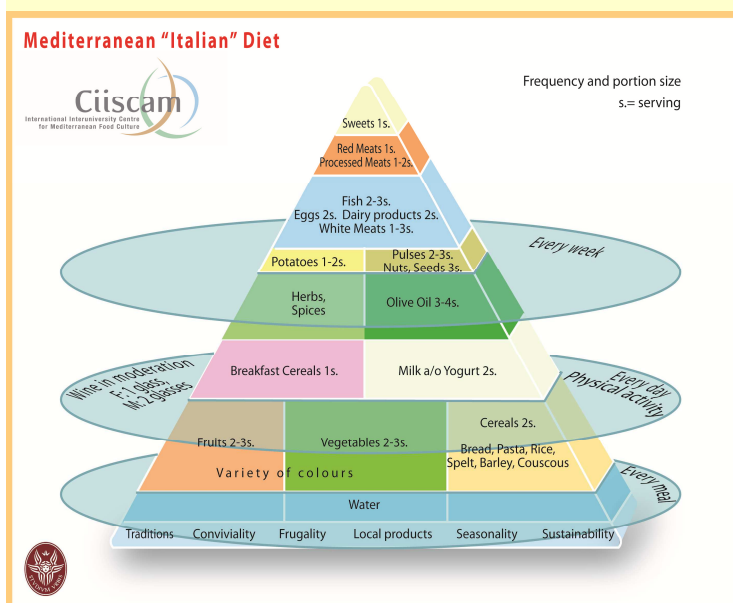 Mediterranean “Italian” Diet
Ciiscam
International Interuniversity Centre
for Mediterranean Food Culture
Frequency and portion size
s.= serving
Sweets 1s.
Red Meats 1s.
Processed Meats 1-2s.
Fish 2-3s.
Eggs 2s. Dairy products 2s.
White Meats 1-3s.
Every week
Potatoes 1-2s.
Pulses 2-3s.
Nuts, Seeds 3s.
Herbs,
Spices
Olive Oil 3-4s.
Wine in moderation
F:1 glass,
M:2 glasses
Breakfast Cereals 1s.
Milk a/o Yogurt 2s.
Every day
Physical activity
Fruits 2-3s.
Vegetables 2-3s.
Cereals 2s.
Bread, Pasta, Rice,
Spelt, Barley, Couscous
Variety of colours
Every meal
Water
Traditions Conviviality Frugality Local products Seasonality Sustainability
STVDIVM VRBIS